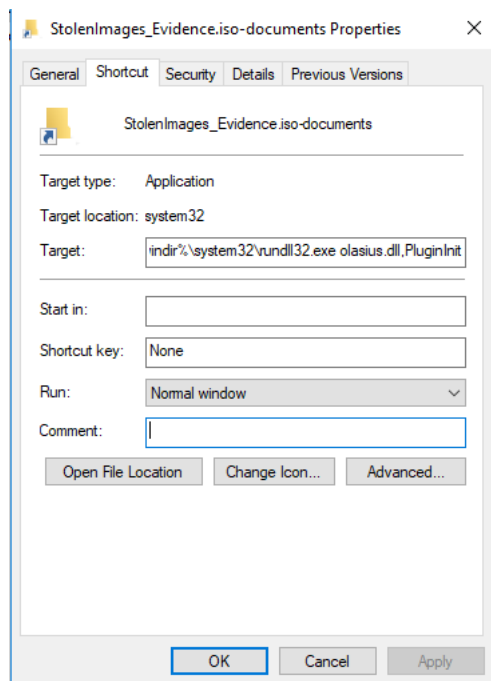 StolenImages_Evidence.iso-documents Properties
General Shortcut Security Details Previous Versions
StolenImages_Evidence.iso-documents
Target type: Application
Target location: system32
Target: indir%\system32\rundll32.exe olasius.dll,PluginInit
Start in:
Shortcut key: None
Run: Normal window
Comment:
Open File Location Change Icon... Advanced...
OK Cancel Apply